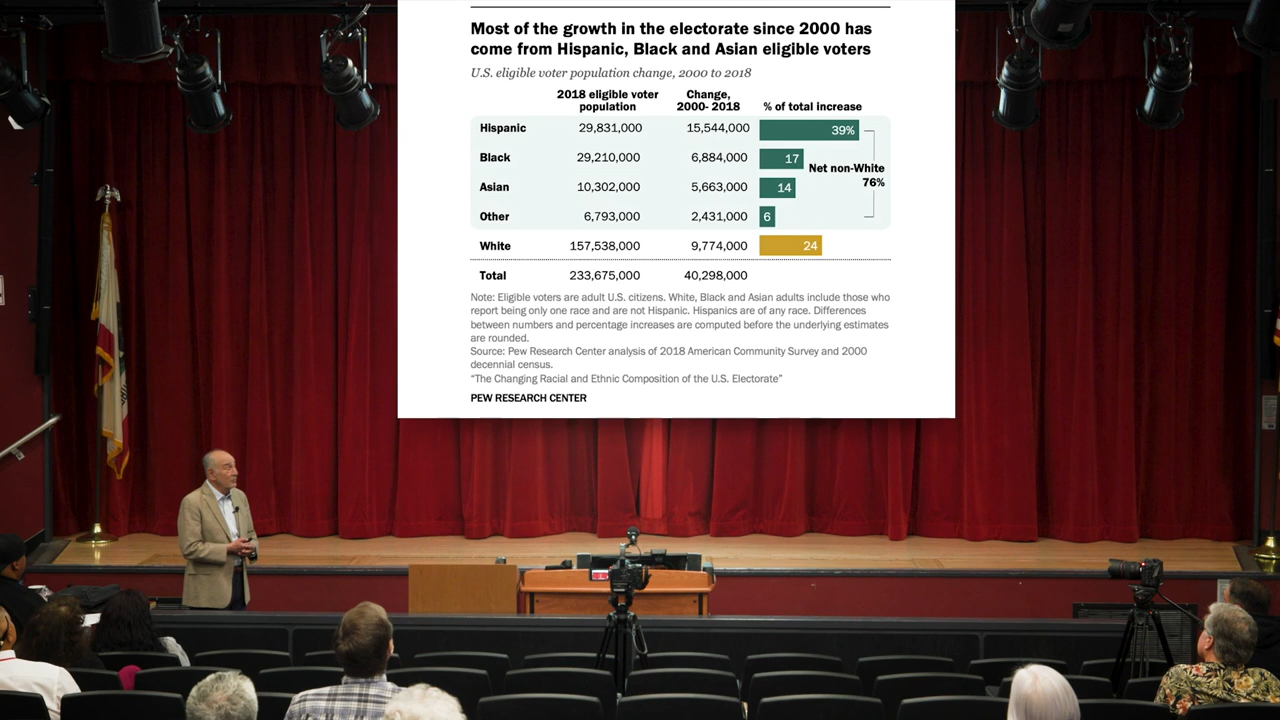 Most of the growth in the electorate since 2000 has
come from Hispanic, Black and Asian eligible voters
U.S. eligible voter population change, 2000 to 2018
2018 eligible voter population
Change, 2000- 2018
% of total increase
Hispanic 29,831,000 15,544,000 39%
Black 29,210,000 6,884,000 17
Net non-White
76%
Asian 10,302,000 5,663,000 14
Other 6,793,000 2,431,000 6
White 157,538,000 9,774,000 24
Total 233,675,000 40,298,000
Note: Eligible voters are adult U.S. citizens. White, Black and Asian adults include those who
report being only one race and are not Hispanic. Hispanics are of any race. Differences
between numbers and percentage increases are computed before the underlying estimates
are rounded.
Source: Pew Research Center analysis of 2018 American Community Survey and 2000
decennial census.
“The Changing Racial and Ethnic Composition of the U.S. Electorate”
PEW RESEARCH CENTER